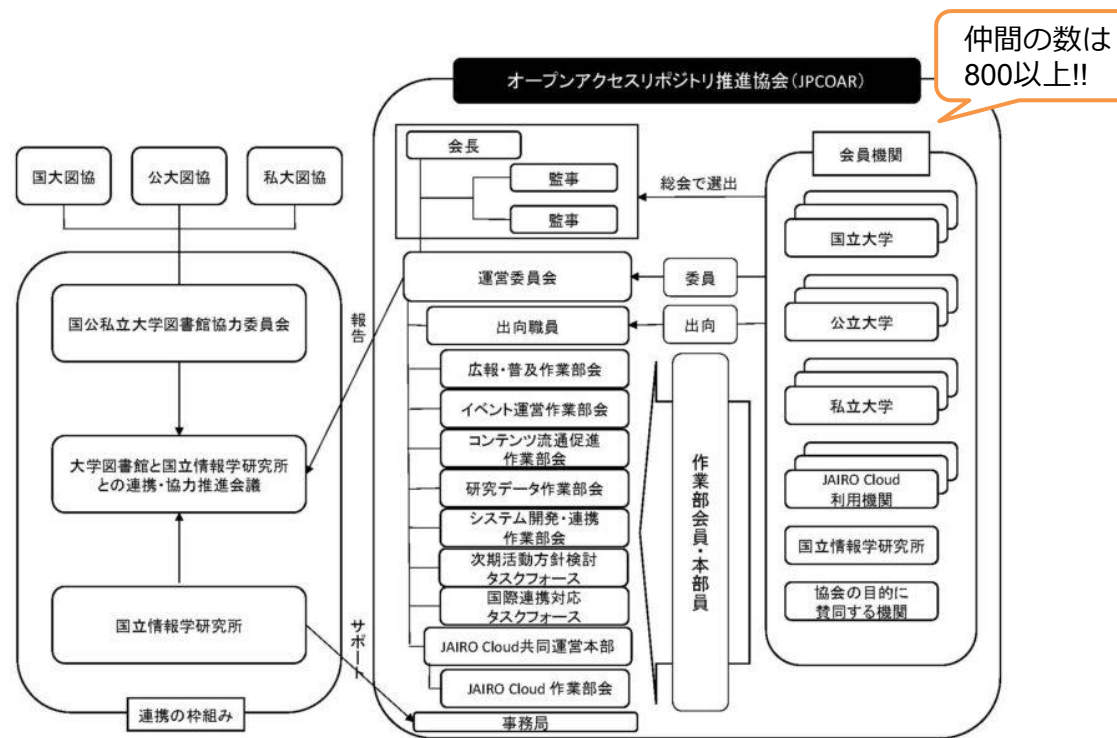 仲間の数は
800以上!!
オープンアクセスリポジトリ推進協会(JPCOAR)
国大図協
公大図協
私大図協
国公私立大学図書館協力委員会
大学図書館と国立情報学研究所
との連携・協力推進会議
国立情報学研究所
連携の枠組み
報告
サポート
会長
監事
監事
運営委員会
出向職員
広報・普及作業部会
イベント運営作業部会
コンテンツ流通促進
作業部会
研究データ作業部会
システム開発・連携
作業部会
次期活動方針検討
タスクフォース
国際連携対応
タスクフォース
JAIRO Cloud共同運営本部
JAIRO Cloud 作業部会
事務局
総会で選出
委員
出向
作業部会員・本部員
会員機関
国立大学
公立大学
私立大学
JAIRO Cloud
利用機関
国立情報学研究所
協会の目的に
賛同する機関